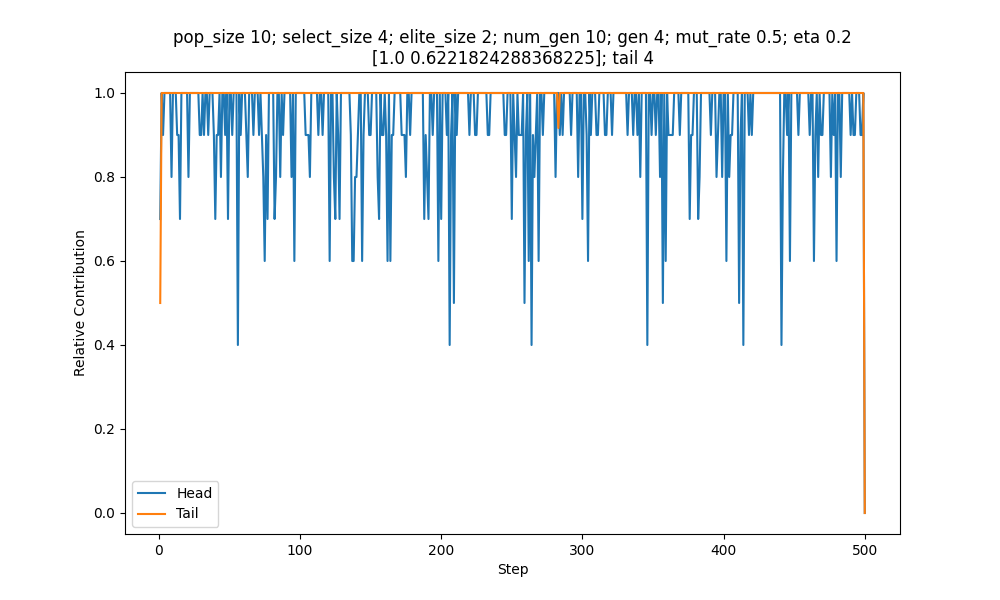 pop_size 10; select_size 4; elite_size 2; num_gen 10; gen 4; mut_rate 0.5; eta 0.2
[1.0 0.6221824288368225]; tail 4
1.0
0.8
0.6
0.4
0.2
0.0
Relative Contribution
Head
Tail
0
100
200
300
400
500
Step